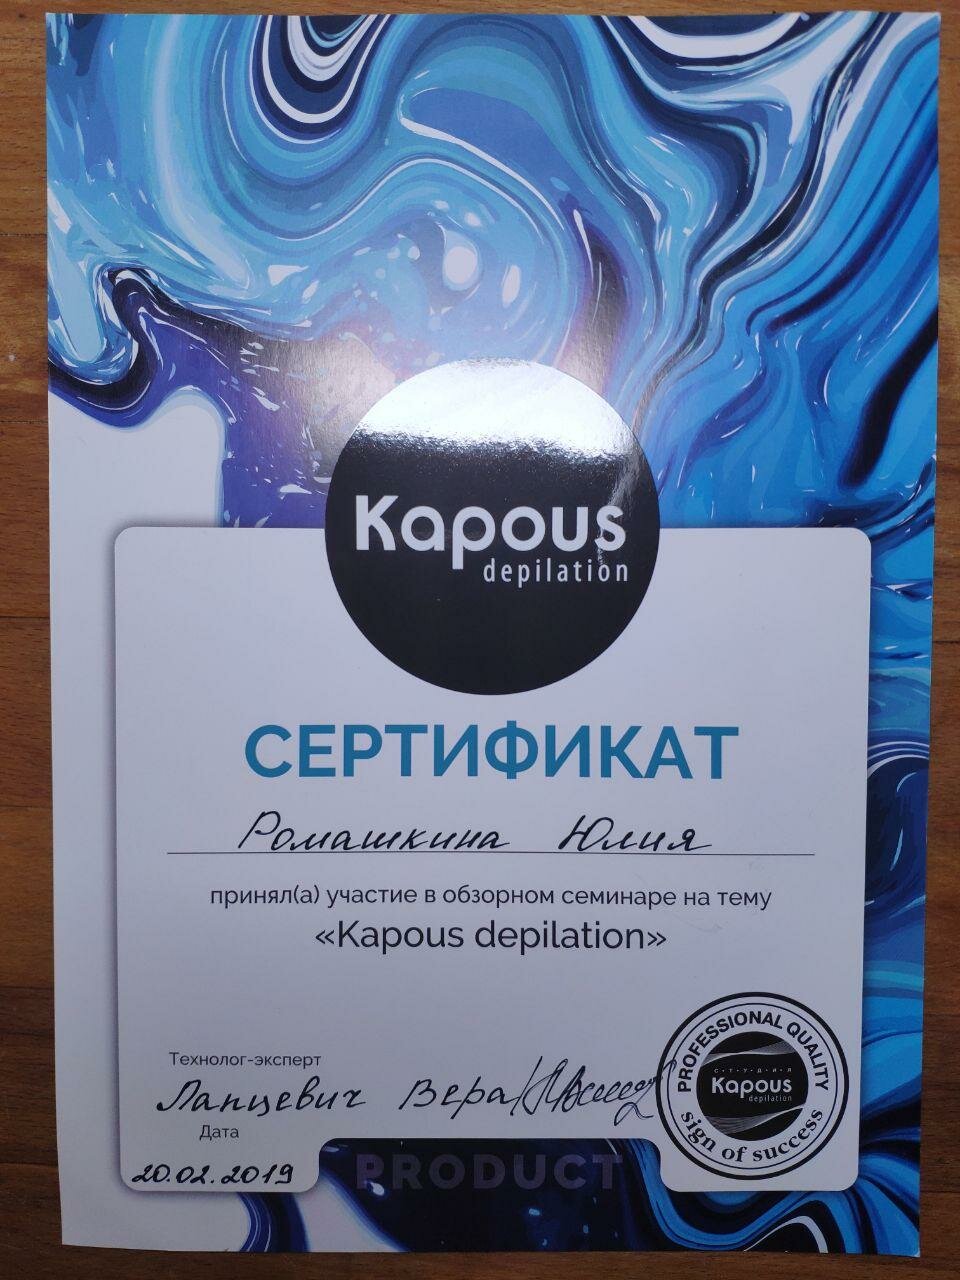 Kapous
depilation
СЕРТИФИКАТ
Ромашкина Юлия
принял(а) участие в обзорном семинаре на тему
«Kapous depilation»
Технолог-эксперт
Лапцевич Вера
Дата
20.02.2019
PRODUCT
PROFESSIONAL QUALITY
СТУДИЯ
Kapous
depilation
sign of success